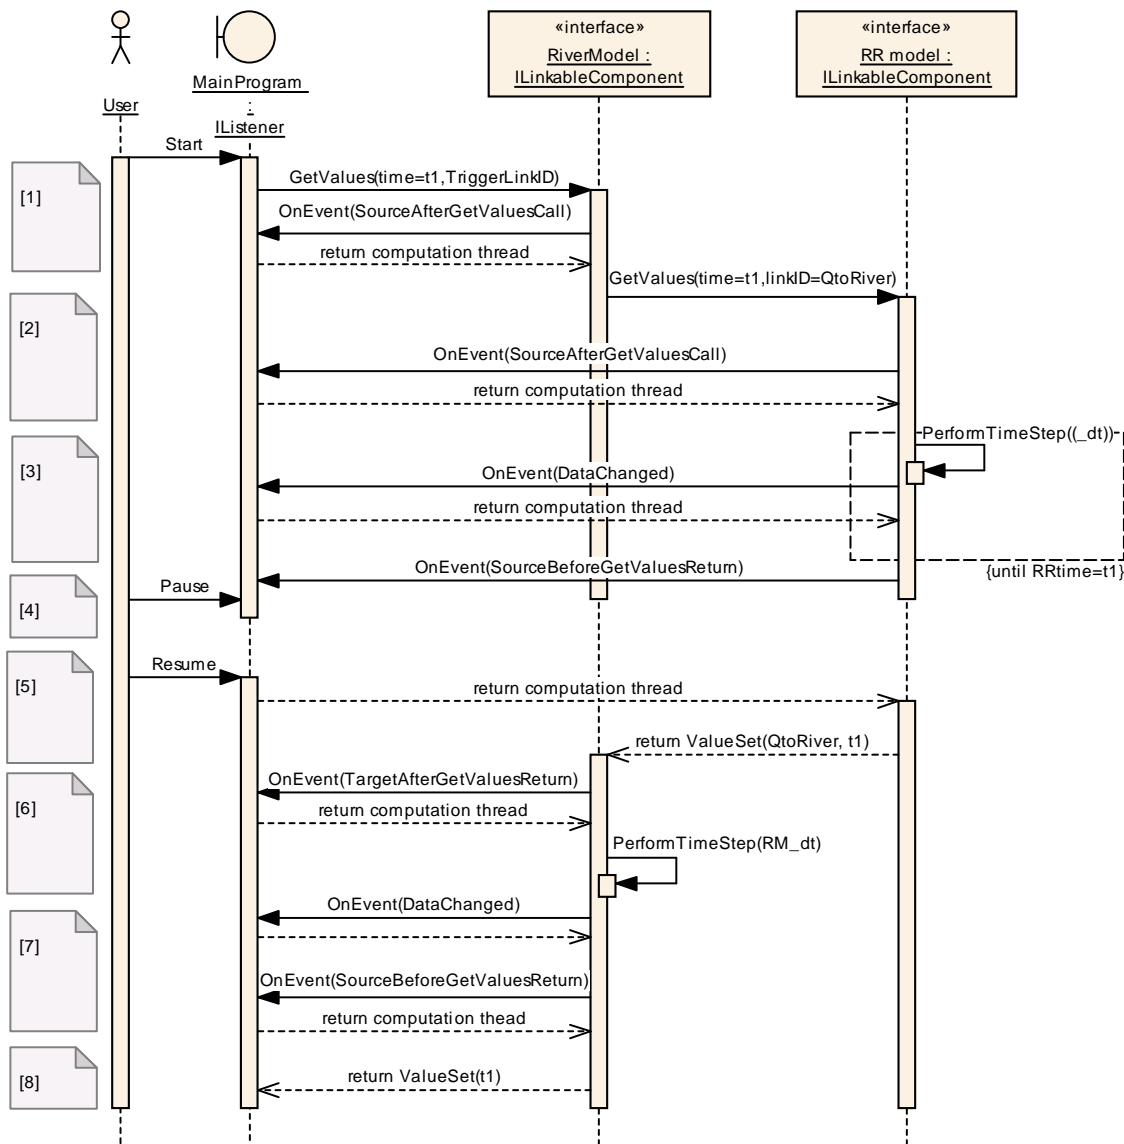 «interface»
RiverModel :
ILinkableComponent
«interface»
RR model :
ILinkableComponent
MainProgram
:
IListener
User
Start
[1]
GetValues(time=t1,TriggerLinkID)
OnEvent(SourceAfterGetValuesCall)
return computation thread
GetValues(time=t1,linkID=QtoRiver)
[2]
OnEvent(SourceAfterGetValuesCall)
return computation thread
PerformTimeStep((_dt))
[3]
OnEvent(DataChanged)
return computation thread
OnEvent(SourceBeforeGetValuesReturn)
{until RRtime=t1}
Pause
[4]
Resume
[5]
return computation thread
return ValueSet(QtoRiver, t1)
OnEvent(TargetAfterGetValuesReturn)
[6]
return computation thread
PerformTimeStep(RM_dt)
OnEvent(DataChanged)
[7]
OnEvent(SourceBeforeGetValuesReturn)
return computation thead
[8]
return ValueSet(t1)